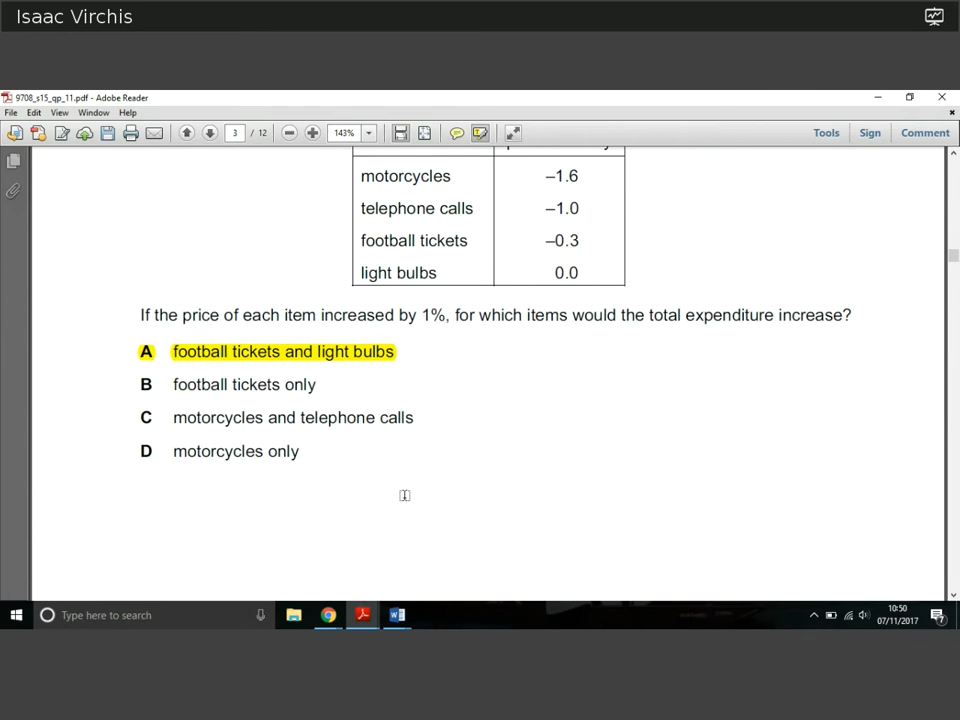 Isaac Virchis
9708_s15_qp_11.pdf - Adobe Reader
File Edit View Window Help
3 / 12 143% Tools Sign Comment
motorcycles –1.6
telephone calls –1.0
football tickets –0.3
light bulbs 0.0
If the price of each item increased by 1%, for which items would the total expenditure increase?
A football tickets and light bulbs
B football tickets only
C motorcycles and telephone calls
D motorcycles only
Type here to search
10:50
07/11/2017
7